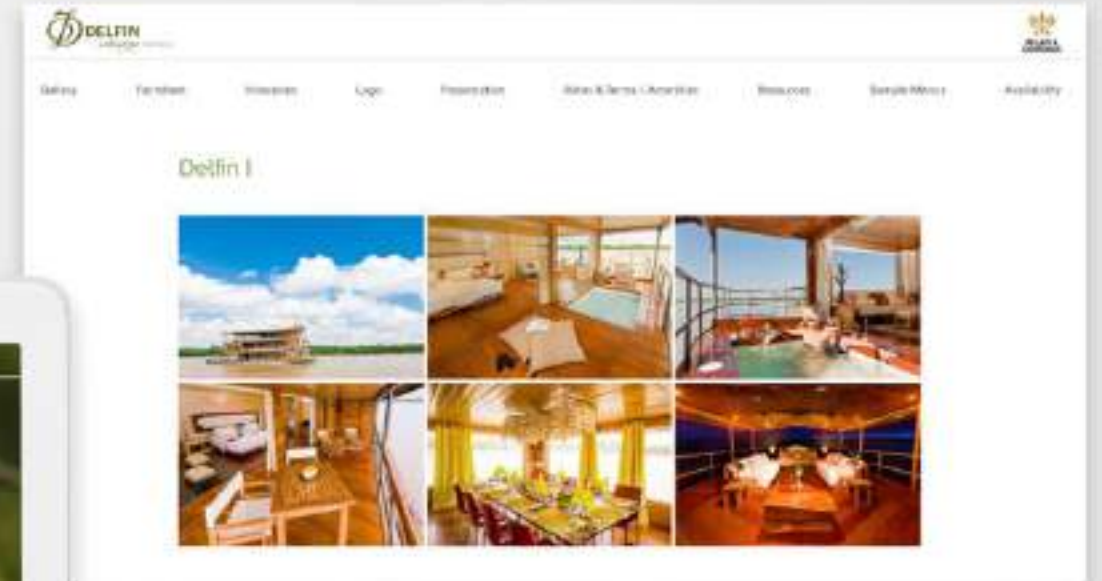 DELFIN
Gallery Factsheet Itineraries Logo Presentation Rates & Terms / Amenities Resources Sample Menus Availability
Delfin I